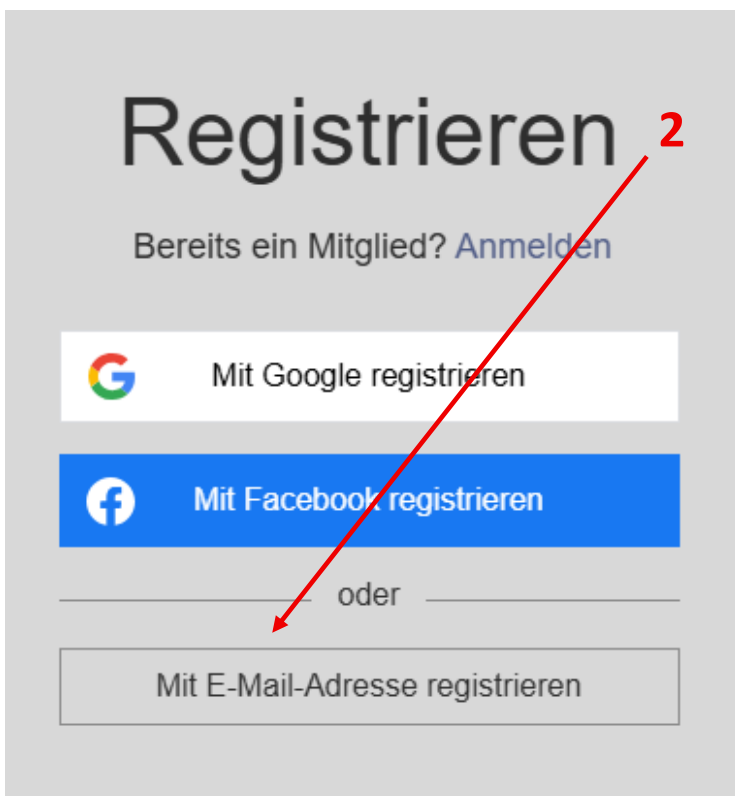 Registrieren
2
Bereits ein Mitglied? Anmelden
Mit Google registrieren
Mit Facebook registrieren
oder
Mit E-Mail-Adresse registrieren